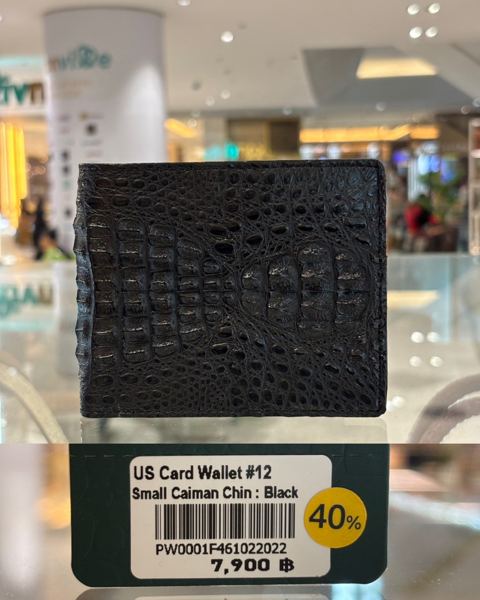 US Card Wallet #12
Small Caiman Chin : Black
40%
PW0001F461022022
7,900 ฿